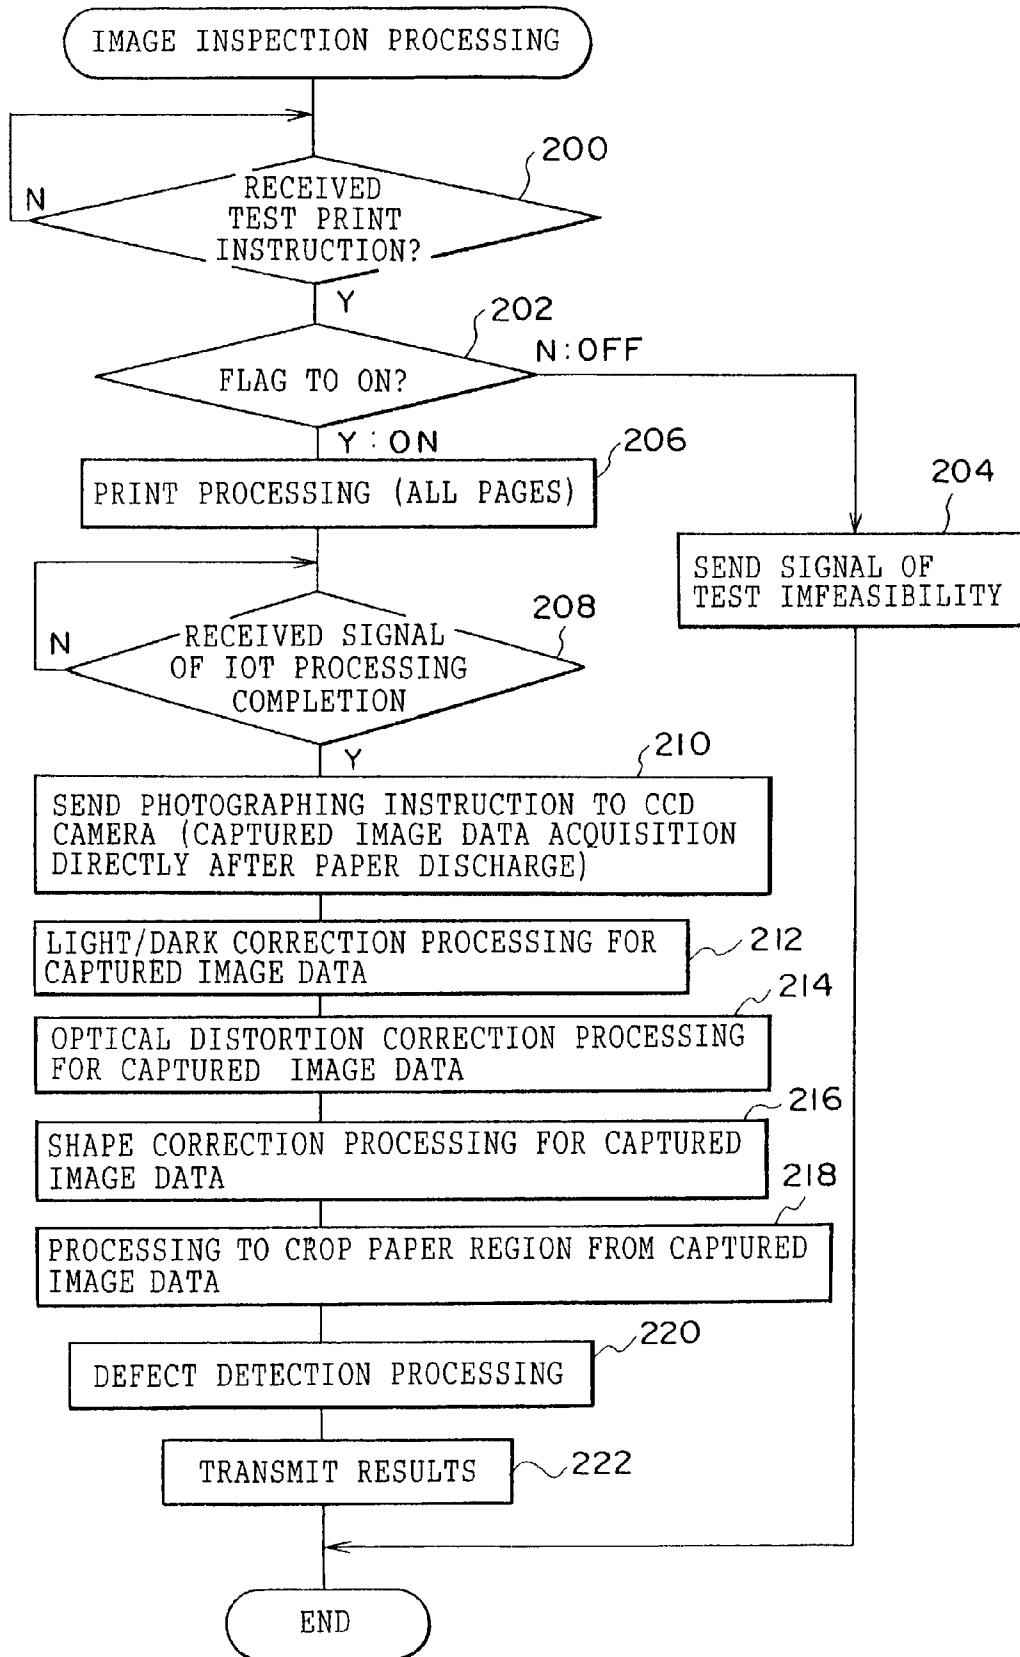 IMAGE INSPECTION PROCESSING
200
N
RECEIVED
TEST PRINT
INSTRUCTION?
Y
202
N:OFF
FLAG TO ON?
Y:ON
206
PRINT PROCESSING (ALL PAGES)
204
SEND SIGNAL OF
TEST IMFEASIBILITY
208
N
RECEIVED SIGNAL
OF IOT PROCESSING
COMPLETION
Y
210
SEND PHOTOGRAPHING INSTRUCTION TO CCD
CAMERA (CAPTURED IMAGE DATA ACQUISITION
DIRECTLY AFTER PAPER DISCHARGE)
LIGHT/DARK CORRECTION PROCESSING FOR
CAPTURED IMAGE DATA
212
214
OPTICAL DISTORTION CORRECTION PROCESSING
FOR CAPTURED IMAGE DATA
216
SHAPE CORRECTION PROCESSING FOR CAPTURED
IMAGE DATA
218
PROCESSING TO CROP PAPER REGION FROM CAPTURED
IMAGE DATA
220
DEFECT DETECTION PROCESSING
TRANSMIT RESULTS
222
END